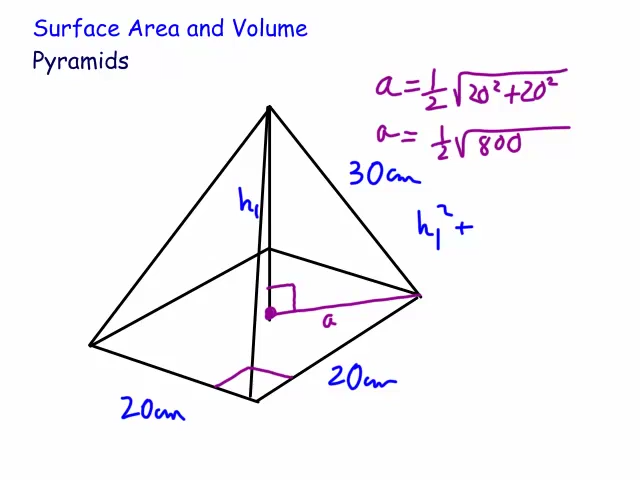 Surface Area and Volume
Pyramids
a = 1/2 √20² + 20²
a = 1/2 √800
30cm
h₁
h₁² +
a
20cm
20cm